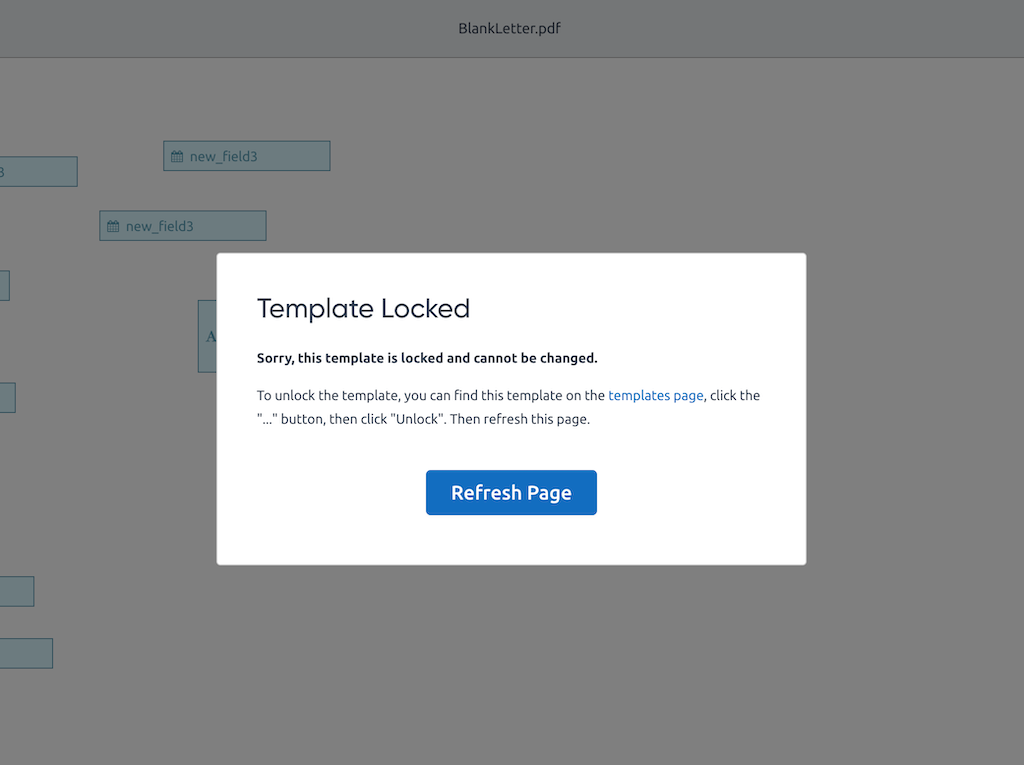 BlankLetter.pdf
new_field3
3
new_field3
A
Template Locked
Sorry, this template is locked and cannot be changed.
To unlock the template, you can find this template on the templates page, click the
"..." button, then click "Unlock". Then refresh this page.
Refresh Page